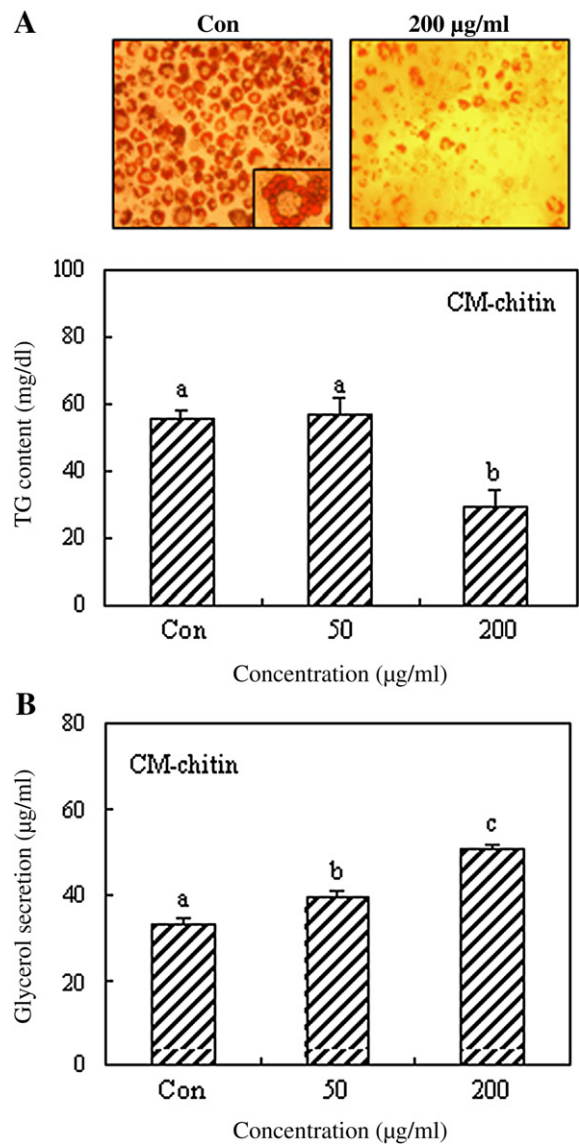 A
Con 200 µg/ml
100
80
60
40
20
0
TG content (mg/dl)
CM-chitin
a a b
Con 50 200
Concentration (µg/ml)
B
80
60
40
20
0
Glycerol secretion (µg/ml)
CM-chitin
a b c
Con 50 200
Concentration (µg/ml)